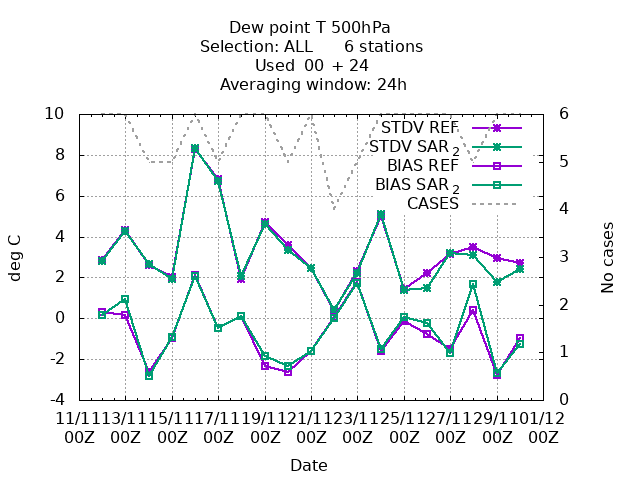 Dew point T 500hPa
Selection: ALL 6 stations
Used 00 + 24
Averaging window: 24h
10
8
6
4
2
0
-2
-4
deg C
6
5
4
3
2
1
0
No cases
STDV REF
STDV SAR 2
BIAS REF
BIAS SAR 2
CASES
11/11 13/11 15/11 17/11 19/11 21/11 23/11 25/11 27/11 29/11 01/12
00Z 00Z 00Z 00Z 00Z 00Z 00Z 00Z 00Z 00Z 00Z
Date